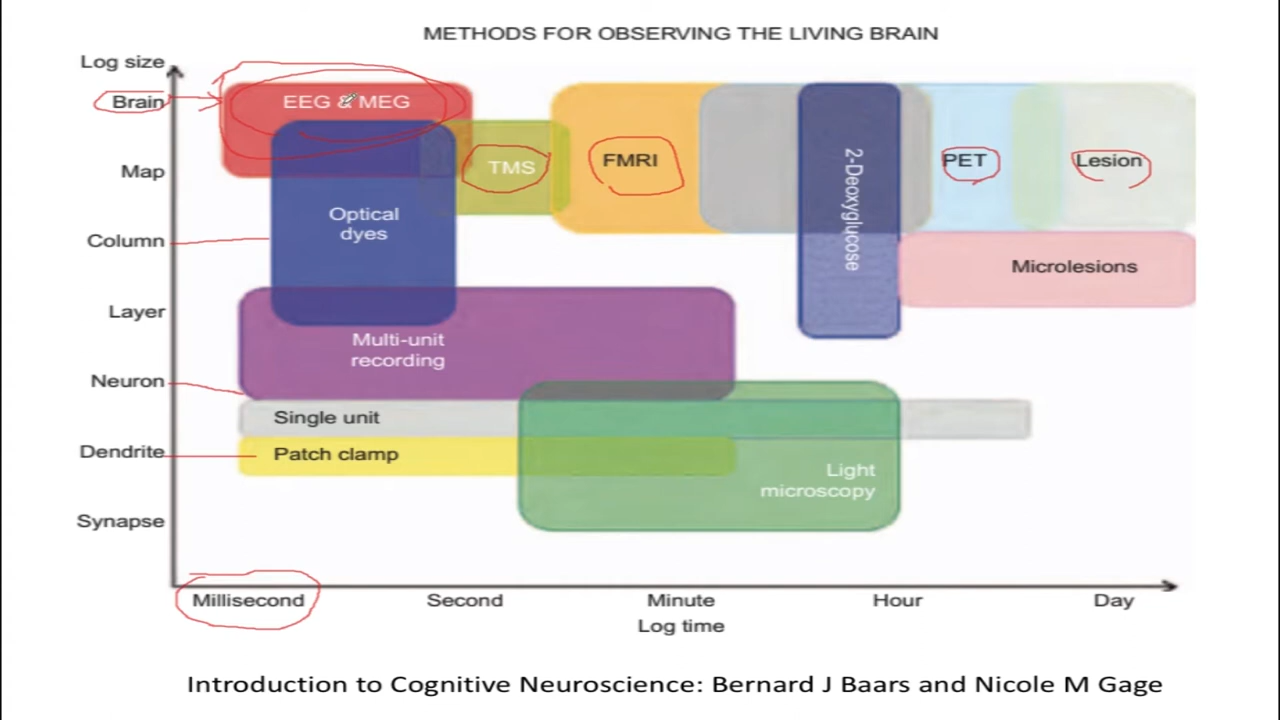 METHODS FOR OBSERVING THE LIVING BRAIN
Log size
Brain
Map
Column
Layer
Neuron
Dendrite
Synapse
EEG & MEG
TMS
FMRI
2-Deoxyglucose
PET
Lesion
Optical
dyes
Microlesions
Multi-unit
recording
Single unit
Patch clamp
Light
microscopy
Millisecond
Second
Minute
Hour
Day
Log time
Introduction to Cognitive Neuroscience: Bernard J Baars and Nicole M Gage